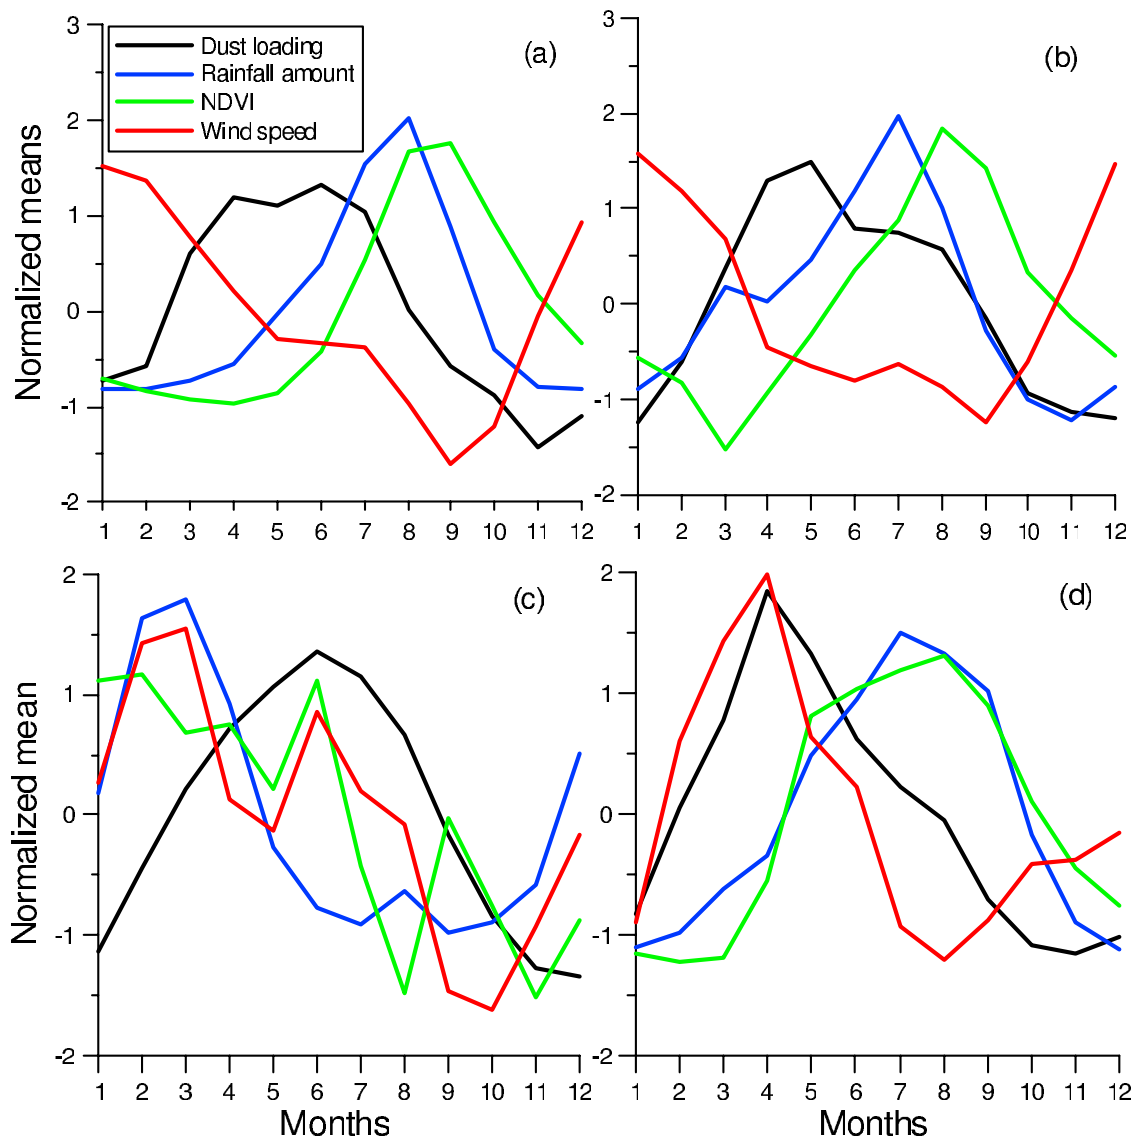 3
2
1
0
-1
-2
Normalized means
Dust loading
Rainfall amount
NDVI
Wind speed
(a)
1 2 3 4 5 6 7 8 9 10 11 12
3
2
1
0
-1
-2
(b)
1 2 3 4 5 6 7 8 9 10 11 12
2
1
0
-1
-2
Normalized mean
(c)
1 2 3 4 5 6 7 8 9 10 11 12
Months
2
1
0
-1
-2
(d)
1 2 3 4 5 6 7 8 9 10 11 12
Months